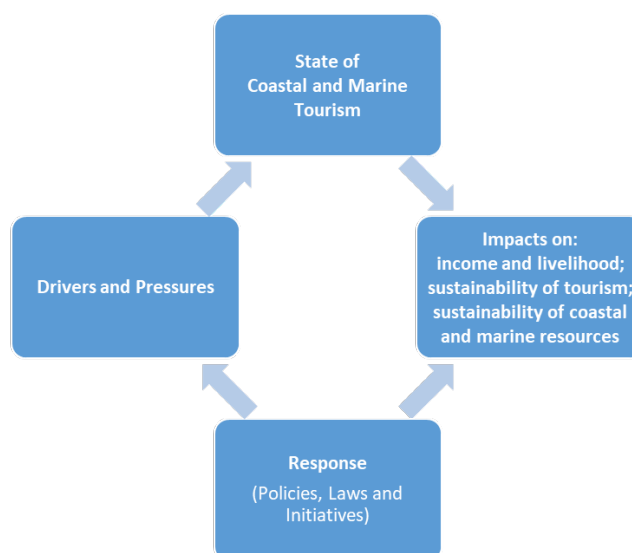 State of
Coastal and Marine
Tourism
Drivers and Pressures
Impacts on:
income and livelihood;
sustainability of tourism;
sustainability of coastal
and marine resources
Response
(Policies, Laws and
Initiatives)